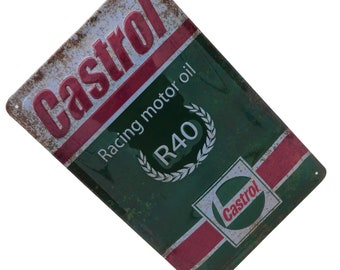 Castrol
Racing motor oil
R40
Castrol